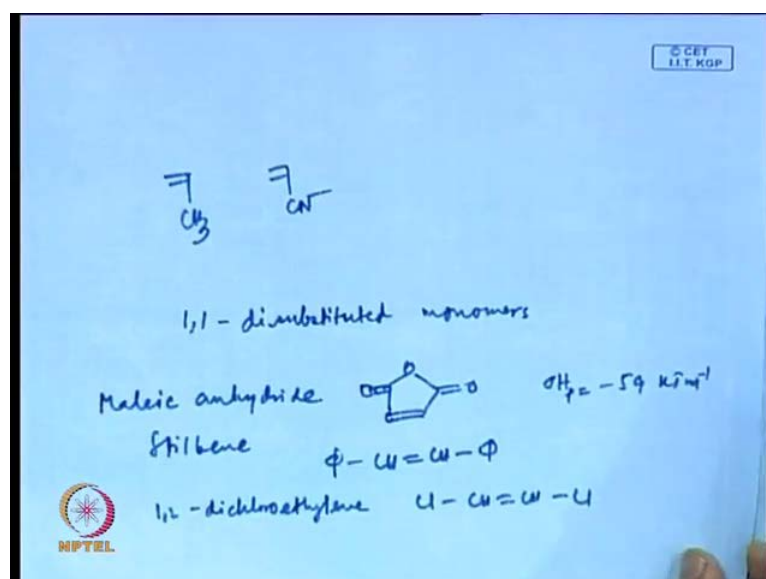 © CET
I.I.T. KGP
CH3 CN
1,1 - disubstituted monomers
Maleic anhydride O O O ΔHp = -59 kJ m⁻¹
Stilbene Φ - CH = CH - Φ
1,2 - dichloroethylene Cl - CH = CH - Cl
NPTEL